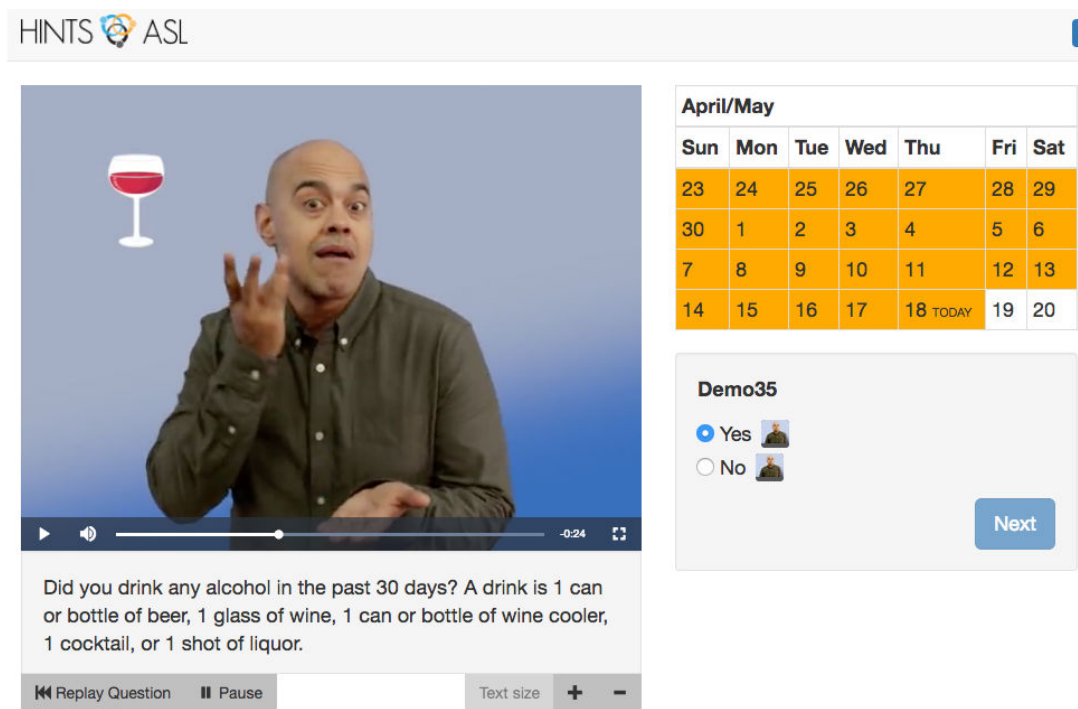 HINTS ASL
-0:24
Did you drink any alcohol in the past 30 days? A drink is 1 can
or bottle of beer, 1 glass of wine, 1 can or bottle of wine cooler,
1 cocktail, or 1 shot of liquor.
Replay Question Pause Text size + −
April/May
Sun Mon Tue Wed Thu Fri Sat
23 24 25 26 27 28 29
30 1 2 3 4 5 6
7 8 9 10 11 12 13
14 15 16 17 18 TODAY 19 20
Demo35
Yes
No
Next